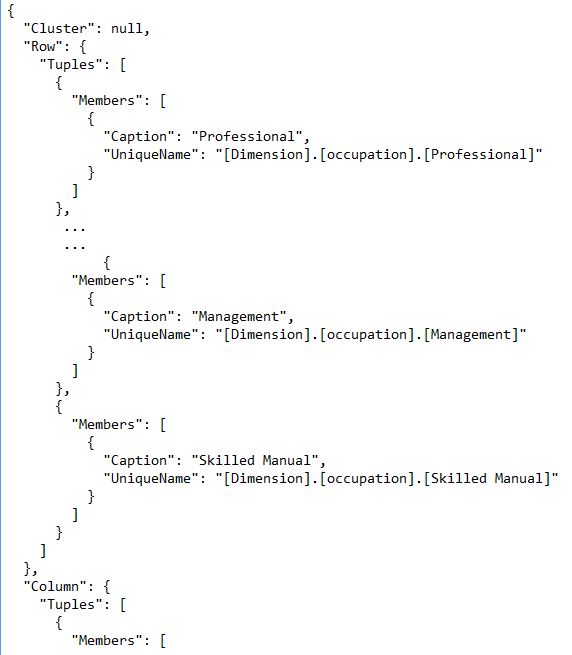 {
  "Cluster": null,
  "Row": {
    "Tuples": [
      {
        "Members": [
          {
            "Caption": "Professional",
            "UniqueName": "[Dimension].[occupation].[Professional]"
          }
        ]
      },
       ...
       ...
            {
        "Members": [
          {
            "Caption": "Management",
            "UniqueName": "[Dimension].[occupation].[Management]"
          }
        ]
      },
      {
        "Members": [
          {
            "Caption": "Skilled Manual",
            "UniqueName": "[Dimension].[occupation].[Skilled Manual]"
          }
        ]
      }
    ]
  },
  "Column": {
    "Tuples": [
      {
        "Members": [